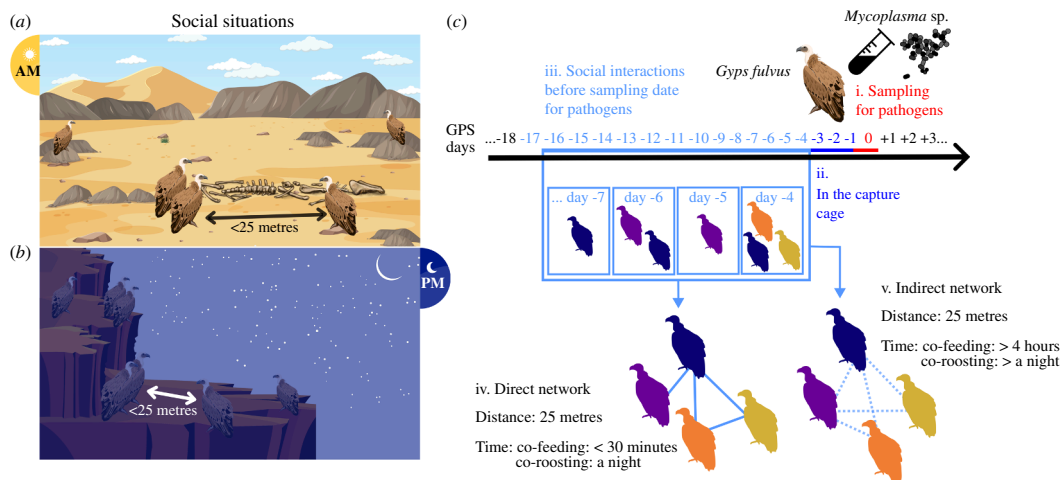 (a)
Social situations
AM
<25 metres
(b)
PM
<25 metres
(c)
Mycoplasma sp.
Gyps fulvus
iii. Social interactions
before sampling date
for pathogens
i. Sampling
for pathogens
GPS
days
...-18 -17 -16 -15 -14 -13 -12 -11 -10 -9 -8 -7 -6 -5 -4 -3 -2 -1 0 +1 +2 +3...
ii.
In the capture
cage
... day -7
day -6
day -5
day -4
iv. Direct network
Distance: 25 metres
Time: co-feeding: < 30 minutes
co-roosting: a night
v. Indirect network
Distance: 25 metres
Time: co-feeding: > 4 hours
co-roosting: > a night